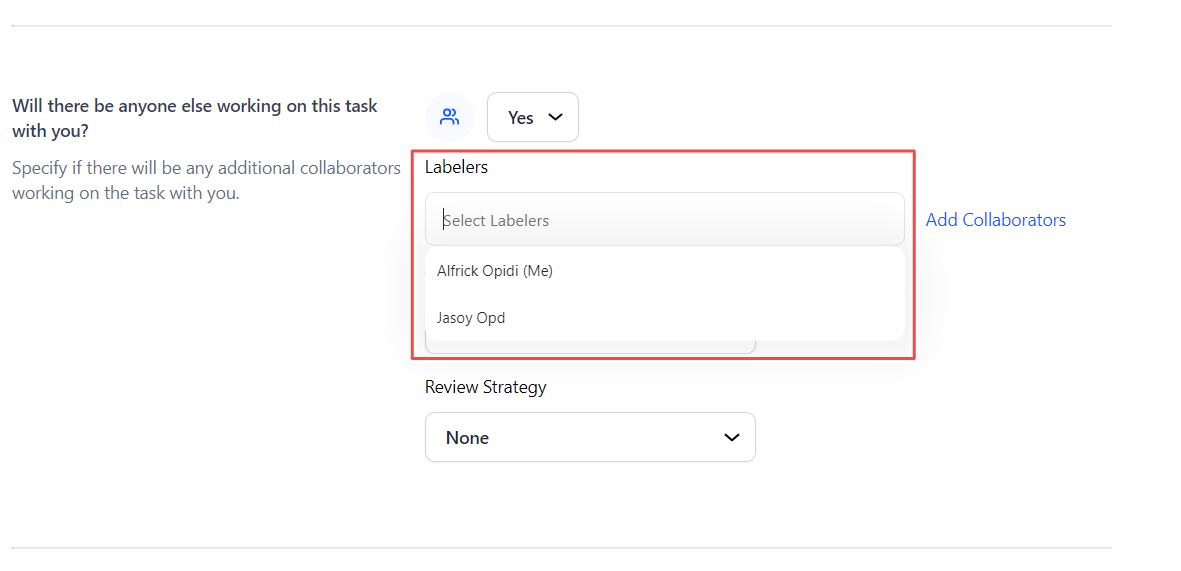 Will there be anyone else working on this task
with you?
Specify if there will be any additional collaborators
working on the task with you.
Yes
Labelers
Select Labelers
Add Collaborators
Alfrick Opidi (Me)
Jasoy Opd
Review Strategy
None